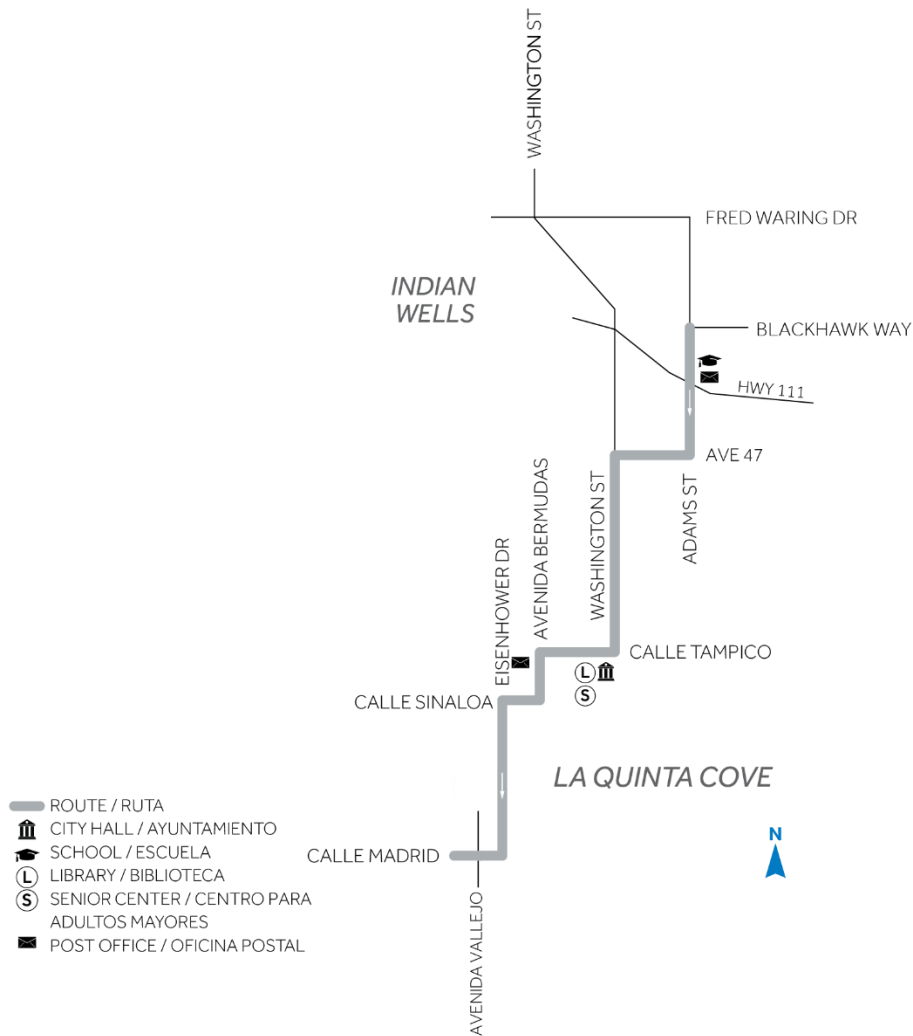 WASHINGTON ST
FRED WARING DR
INDIAN
WELLS
BLACKHAWK WAY
HWY 111
AVE 47
ADAMS ST
WASHINGTON ST
AVENIDA BERMUDAS
EISENHOWER DR
CALLE TAMPICO
L
S
CALLE SINALOA
LA QUINTA COVE
ROUTE / RUTA
CITY HALL / AYUNTAMIENTO
SCHOOL / ESCUELA
L LIBRARY / BIBLIOTECA
S SENIOR CENTER / CENTRO PARA
ADULTOS MAYORES
POST OFFICE / OFICINA POSTAL
CALLE MADRID
AVENIDA VALLEJO
N